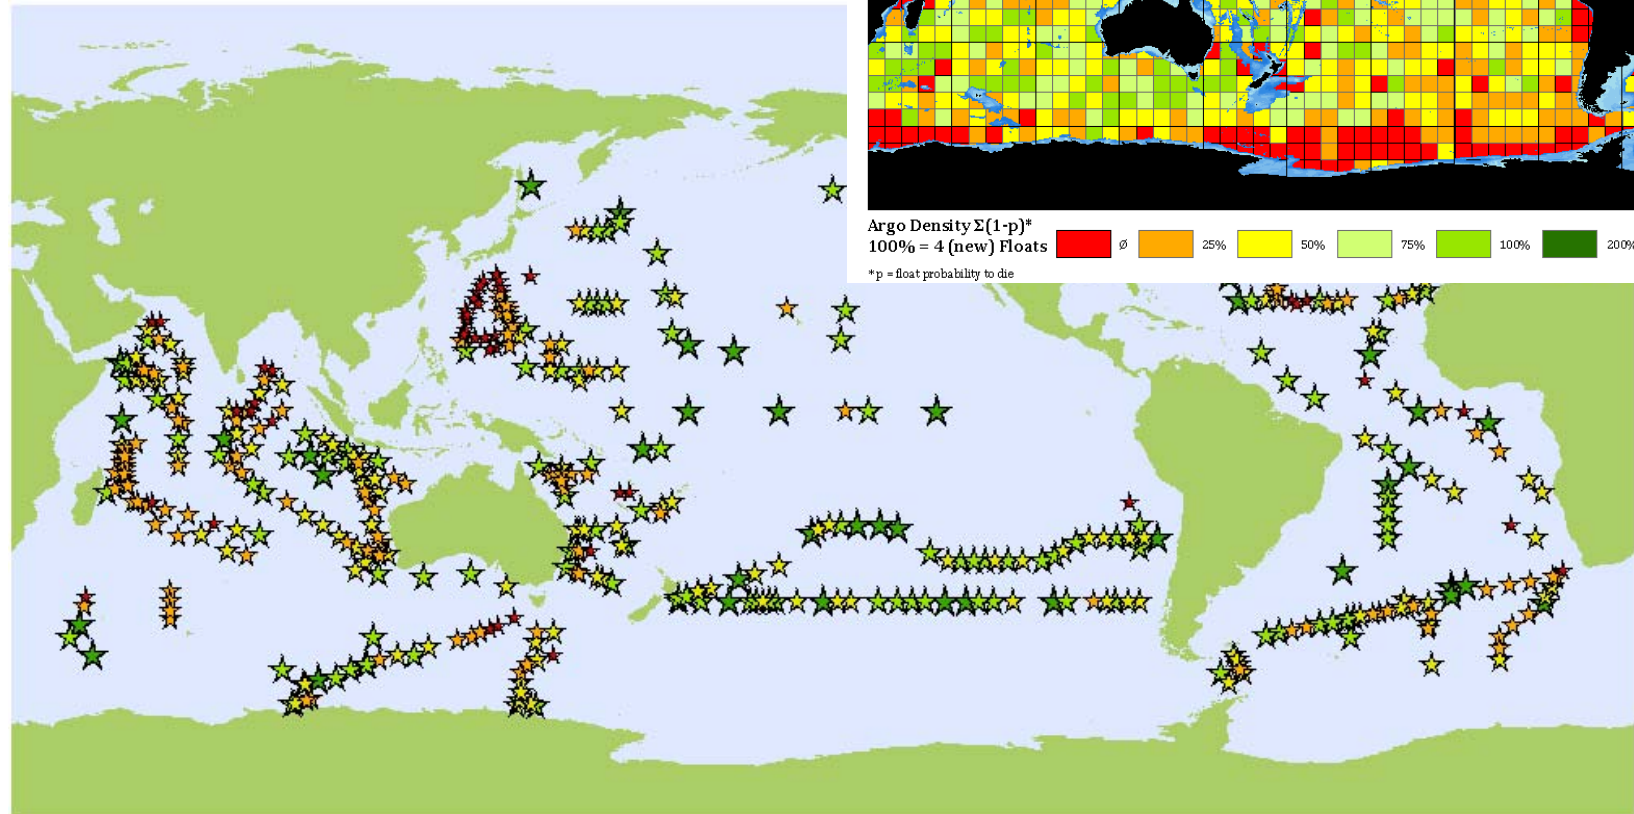 Argo Density Σ(1-p)*
100% = 4 (new) Floats
Ø
25%
50%
75%
100%
200%
*p = float probability to die